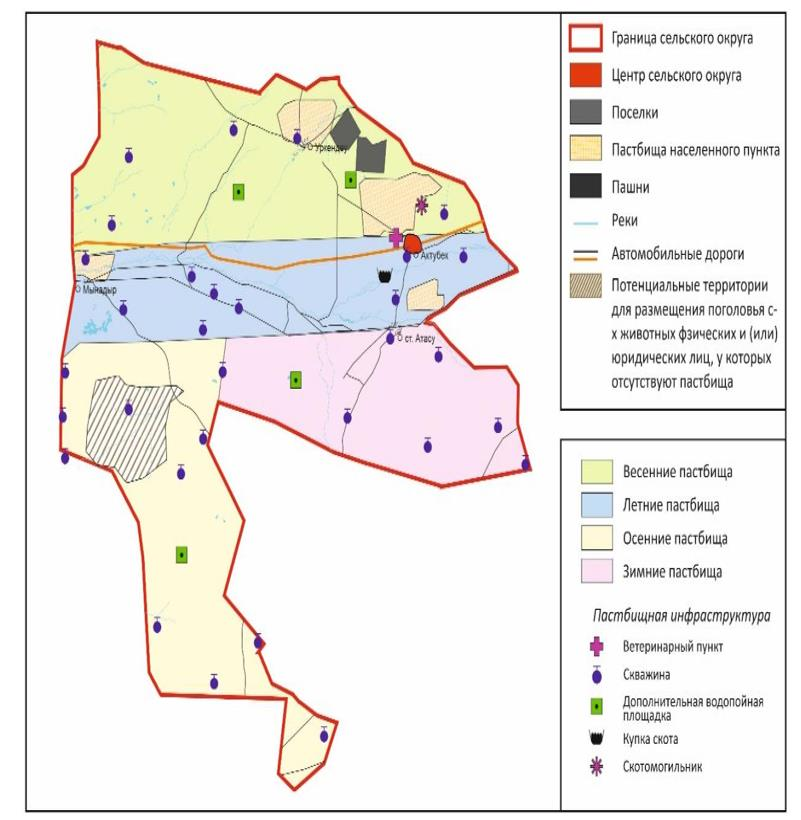 Граница сельского округа
Центр сельского округа
Поселки
Пастбища населенного пункта
Пашни
Реки
Автомобильные дороги
Потенциальные территории
для размещения поголовья с-
х животных фзических и (или)
юридических лиц, у которых
отсутствуют пастбища
Весенние пастбища
Летние пастбища
Осенние пастбища
Зимние пастбища
Пастбищная инфраструктура
Ветеринарный пункт
Скважина
Дополнительная водопойная
площадка
Купка скота
Скотомогильник
Уркендеу
Актубек
Мынадыр
ст. Атасу